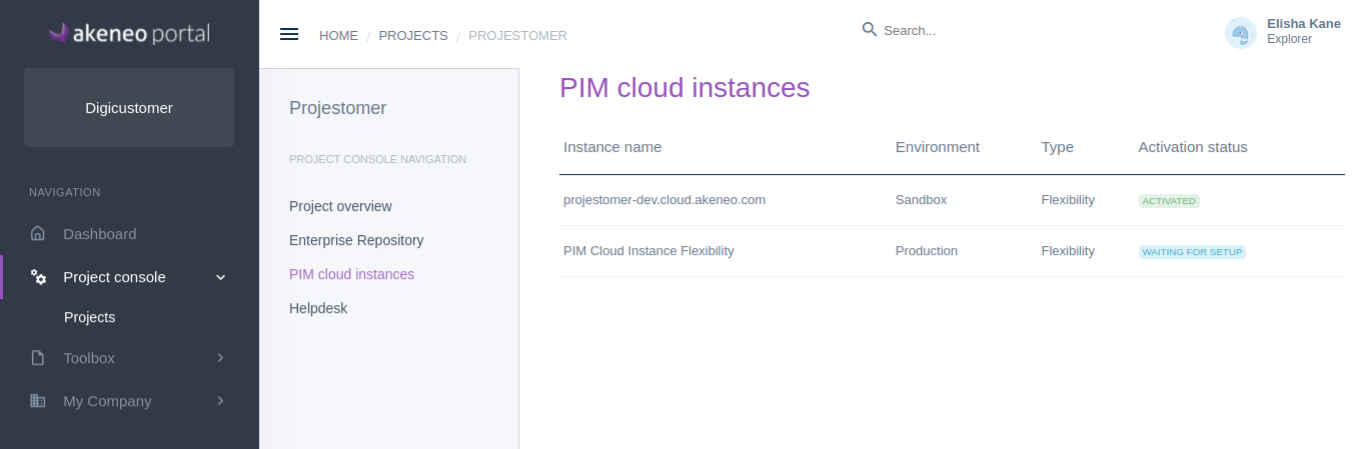 akeneo portal
Digicustomer
NAVIGATION
Dashboard
Project console
Projects
Toolbox
My Company
HOME / PROJECTS / PROJESTOMER
Search...
Elisha Kane
Explorer
Projestomer
PROJECT CONSOLE NAVIGATION
Project overview
Enterprise Repository
PIM cloud instances
Helpdesk
PIM cloud instances
Instance name Environment Type Activation status
projestomer-dev.cloud.akeneo.com Sandbox Flexibility ACTIVATED
PIM Cloud Instance Flexibility Production Flexibility WAITING FOR SETUP